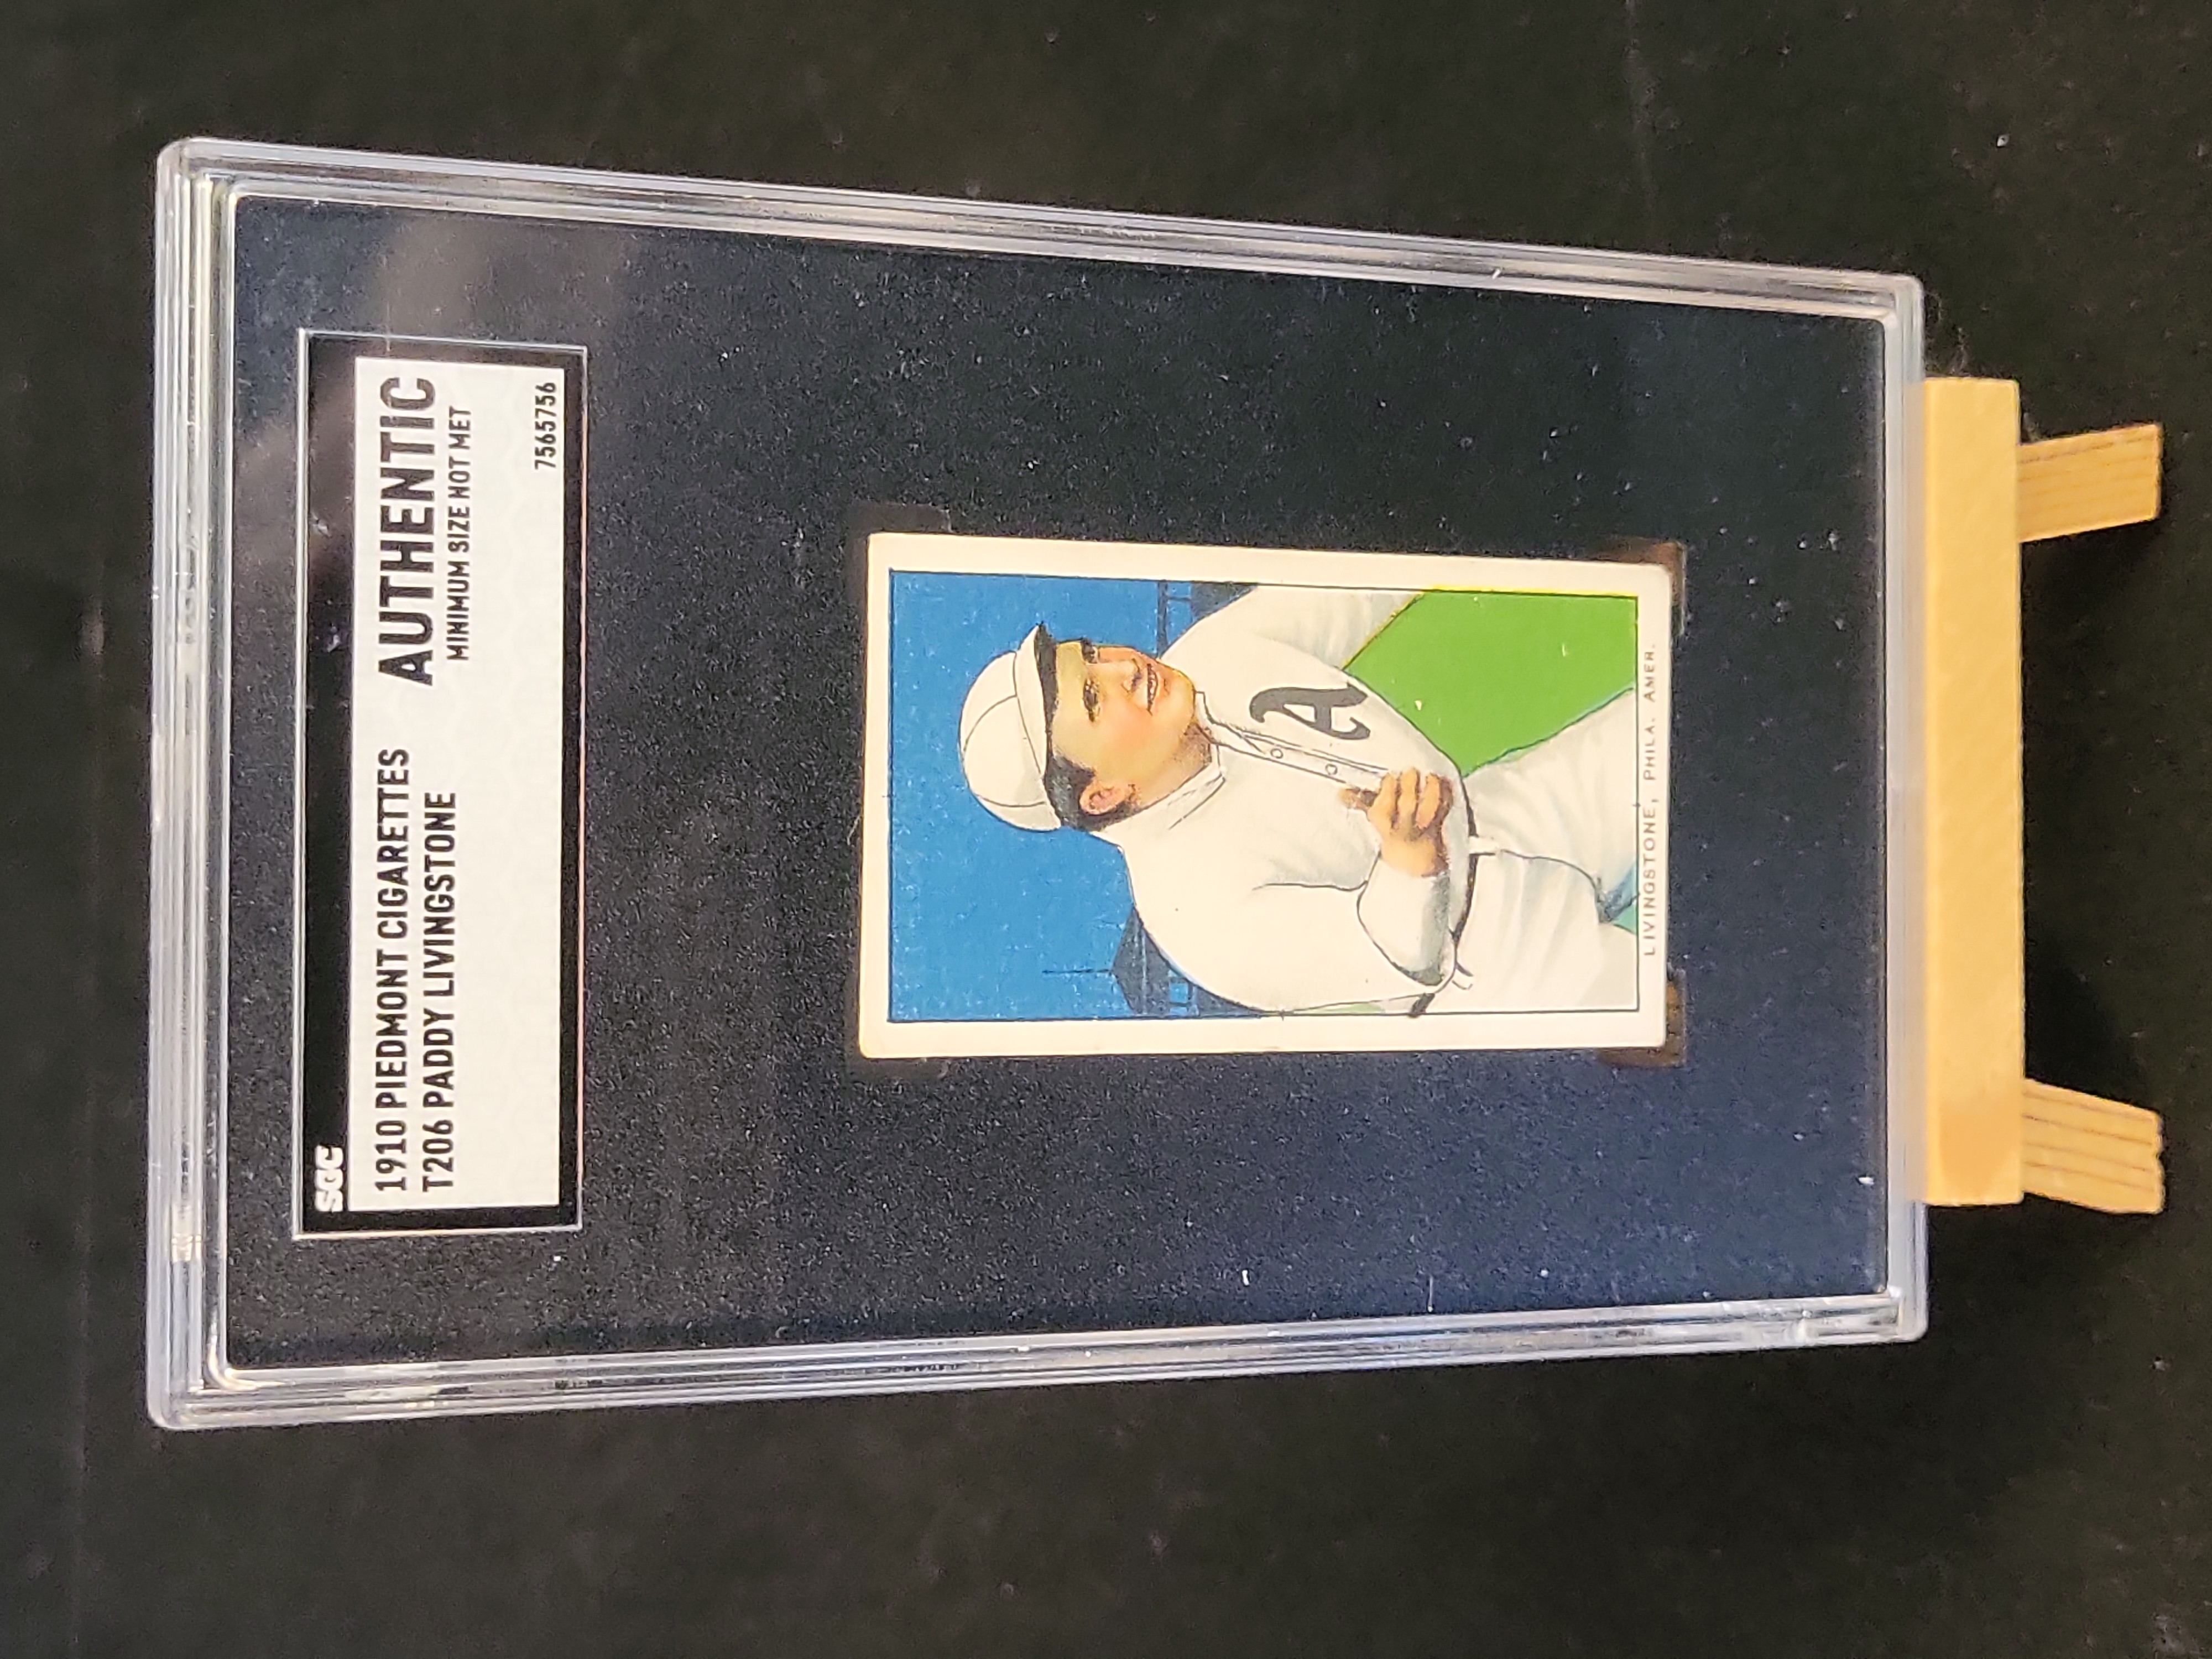 SGC
1910 PIEDMONT CIGARETTES
T206 PADDY LIVINGSTONE
AUTHENTIC
MINIMUM SIZE NOT MET
7565756
A
LIVINGSTONE, PHILA. AMER.